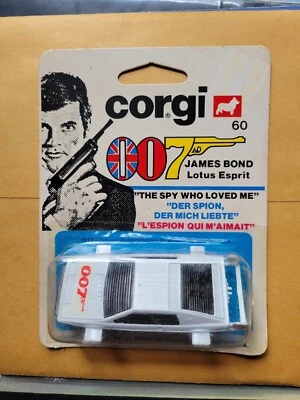 corgi
60
007
JAMES BOND
Lotus Esprit
"THE SPY WHO LOVED ME"
"DER SPION,
DER MICH LIEBTE"
"L'ESPION QUI M'AIMAIT"
007